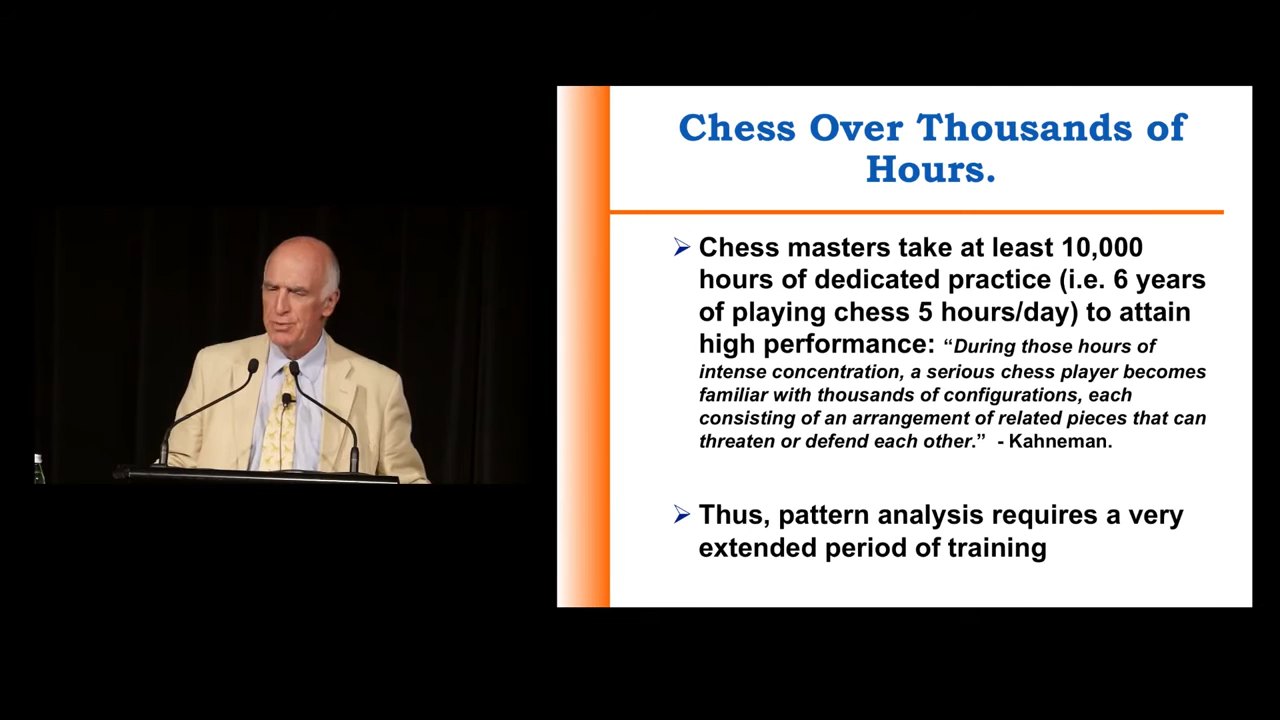 Chess Over Thousands of
Hours.
➢ Chess masters take at least 10,000
hours of dedicated practice (i.e. 6 years
of playing chess 5 hours/day) to attain
high performance: “During those hours of
intense concentration, a serious chess player becomes
familiar with thousands of configurations, each
consisting of an arrangement of related pieces that can
threaten or defend each other.”  - Kahneman.
➢ Thus, pattern analysis requires a very
extended period of training